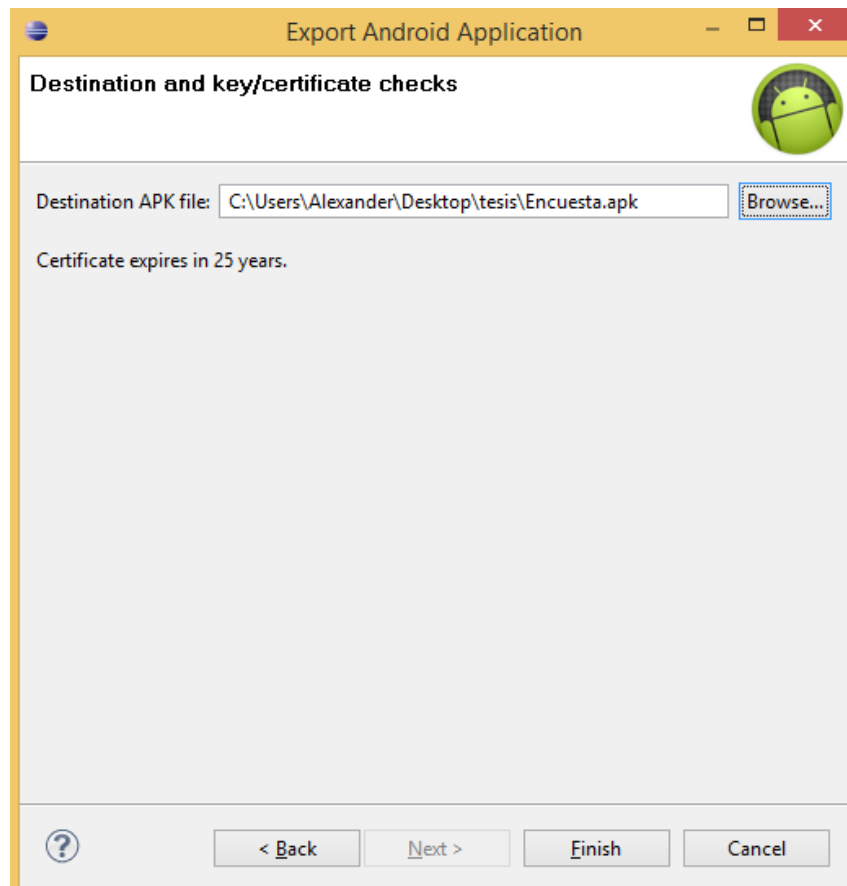 Export Android Application
Destination and key/certificate checks
Destination APK file: C:\Users\Alexander\Desktop\tesis\Encuesta.apk Browse...
Certificate expires in 25 years.
? < Back Next > Finish Cancel